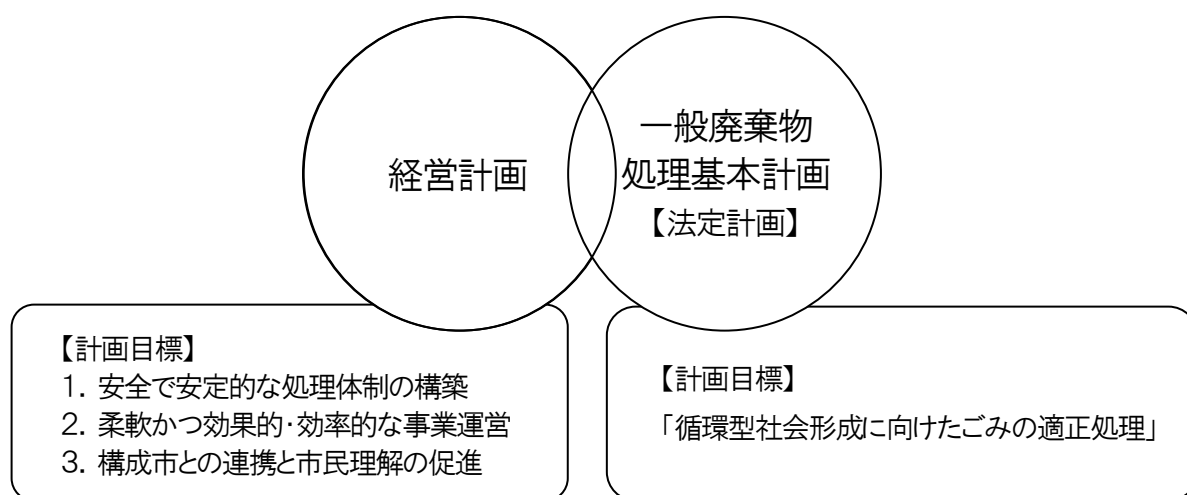 経営計画
一般廃棄物
処理基本計画
【法定計画】
【計画目標】
1. 安全で安定的な処理体制の構築
2. 柔軟かつ効果的・効率的な事業運営
3. 構成市との連携と市民理解の促進
【計画目標】
「循環型社会形成に向けたごみの適正処理」